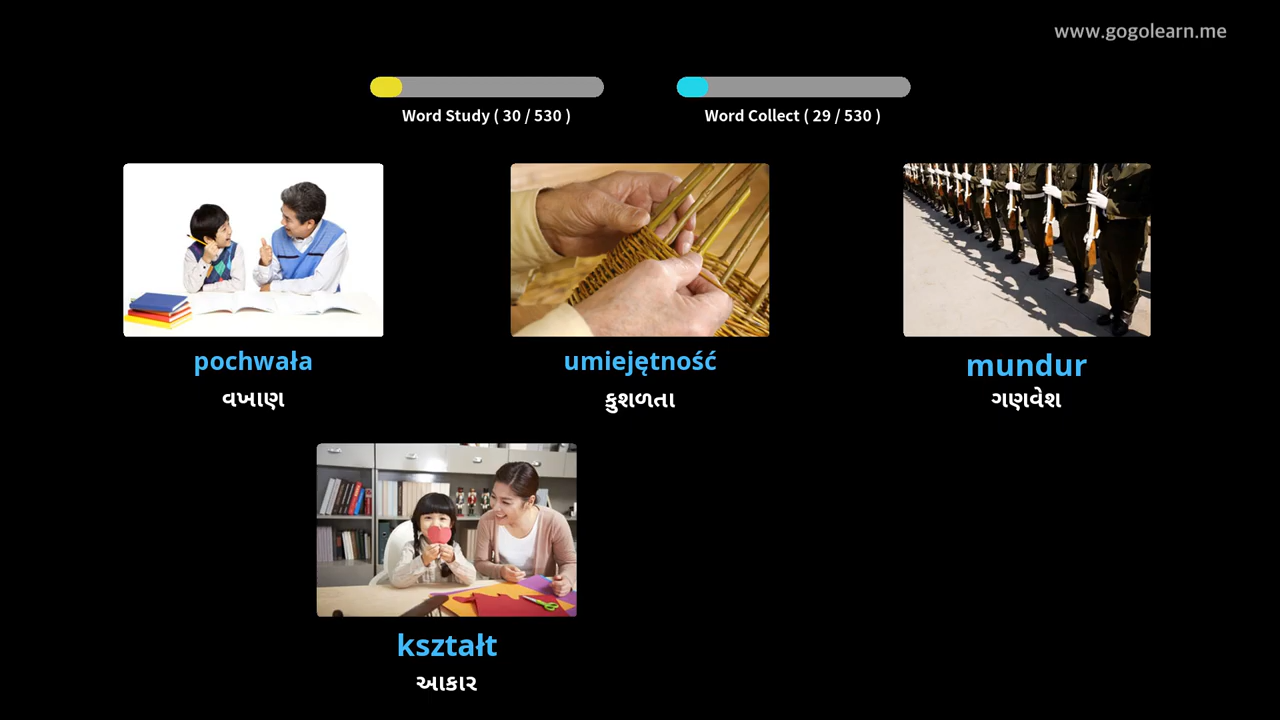 www.gogolearn.me
Word Study ( 30 / 530 )
Word Collect ( 29 / 530 )
pochwała
વખાણ
umiejętność
કુશળતા
mundur
ગણવેશ
kształt
આકાર